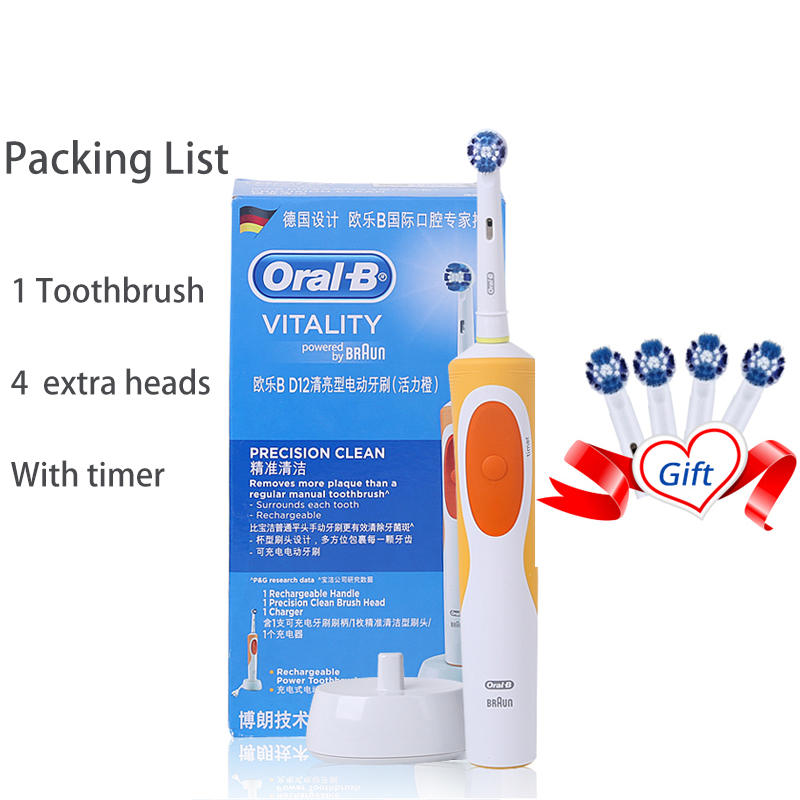 Packing List
1 Toothbrush
4 extra heads
With timer
德国设计 欧乐B国际口腔专家
Oral-B®
VITALITY
powered
by BRAUN
欧乐B D12清亮型电动牙刷(活力橙)
PRECISION CLEAN
精准清洁
Removes more plaque than a
regular manual toothbrush^
- Surrounds each tooth
- Rechargeable
比宝洁普通平头手动牙刷更有效清除牙菌斑^
- 杯型刷头设计,多方位包裹每一颗牙齿
- 可充电电动牙刷
^P&G research data ^宝洁公司研究数据
1 Rechargeable Handle
1 Precision Clean Brush Head
1 Charger
含1支可充电牙刷刷柄/1枚精准清洁型刷头/
1个充电器
• Rechargeable
Power
• 充电式电动
博朗技术
timer
Oral-B
BRAUN
Gift